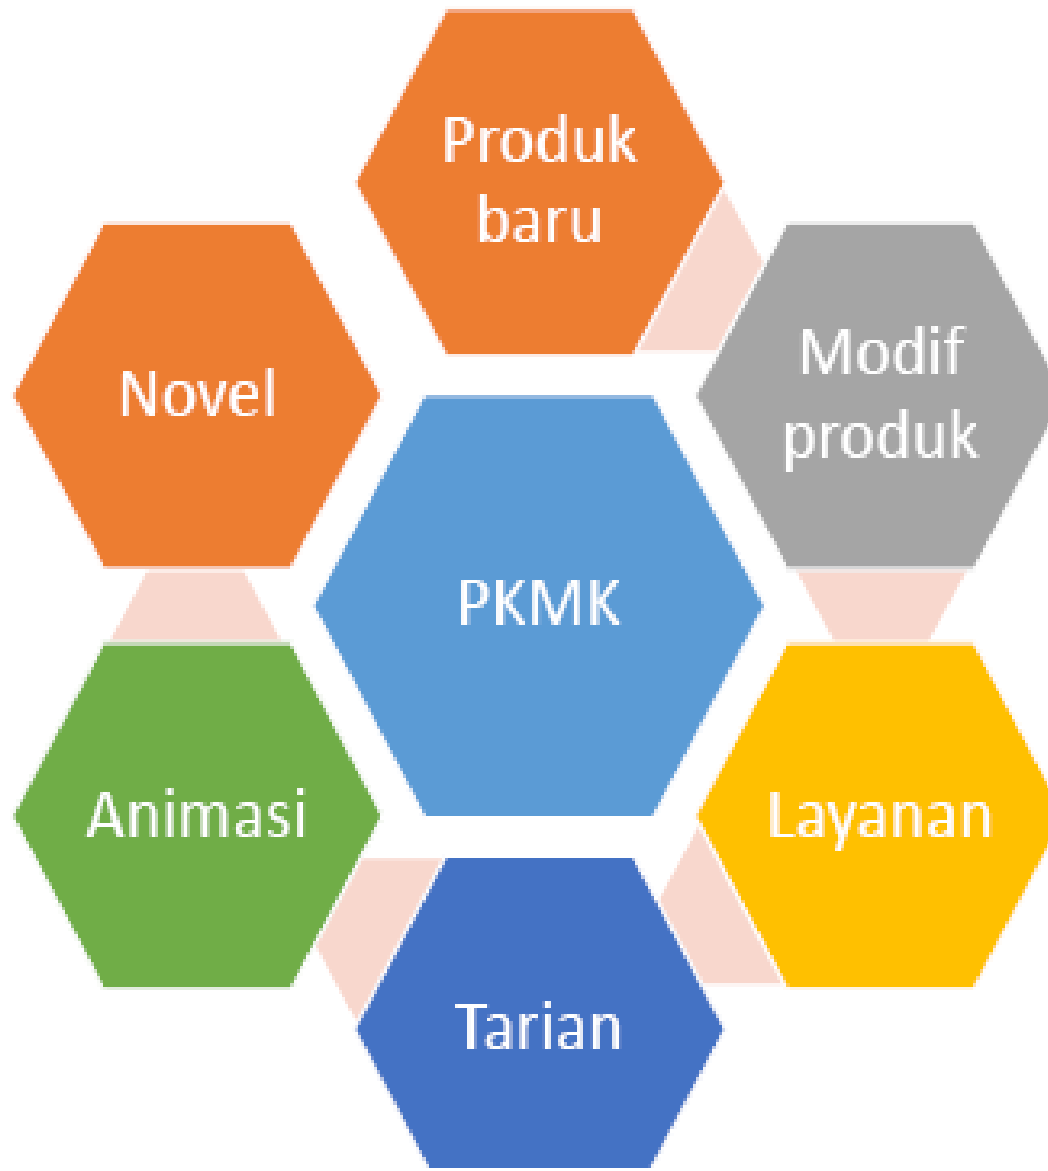 Produk
baru
Modif
produk
Novel
PKMK
Animasi
Layanan
Tarian